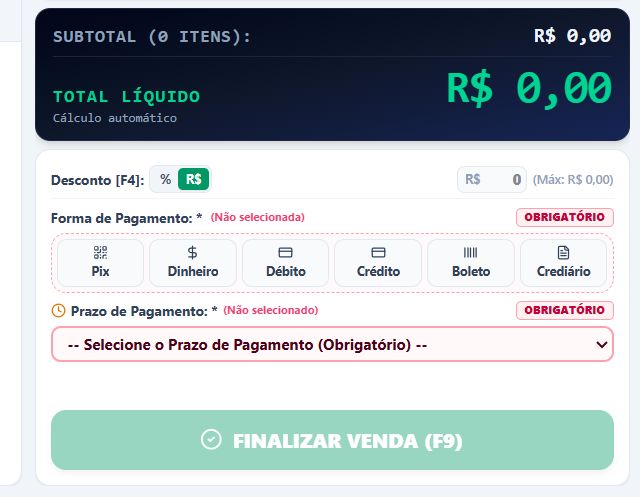 SUBTOTAL (0 ITENS): R$ 0,00
TOTAL LÍQUIDO R$ 0,00
Cálculo automático
Desconto [F4]: % R$ R$ 0 (Máx: R$ 0,00)
Forma de Pagamento: * (Não selecionada) OBRIGATÓRIO
Pix Dinheiro Débito Crédito Boleto Crediário
Prazo de Pagamento: * (Não selecionado) OBRIGATÓRIO
-- Selecione o Prazo de Pagamento (Obrigatório) --
FINALIZAR VENDA (F9)